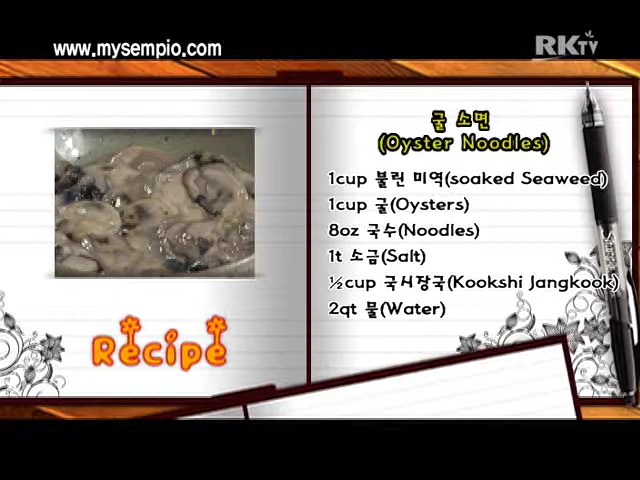 www.mysempio.com
RKTV
굴 소면
(Oyster Noodles)
1cup 불린 미역(soaked Seaweed)
1cup 굴(Oysters)
8oz 국수(Noodles)
1t 소금(Salt)
½cup 국시장국(Kookshi Jangkook)
2qt 물(Water)
Recipe